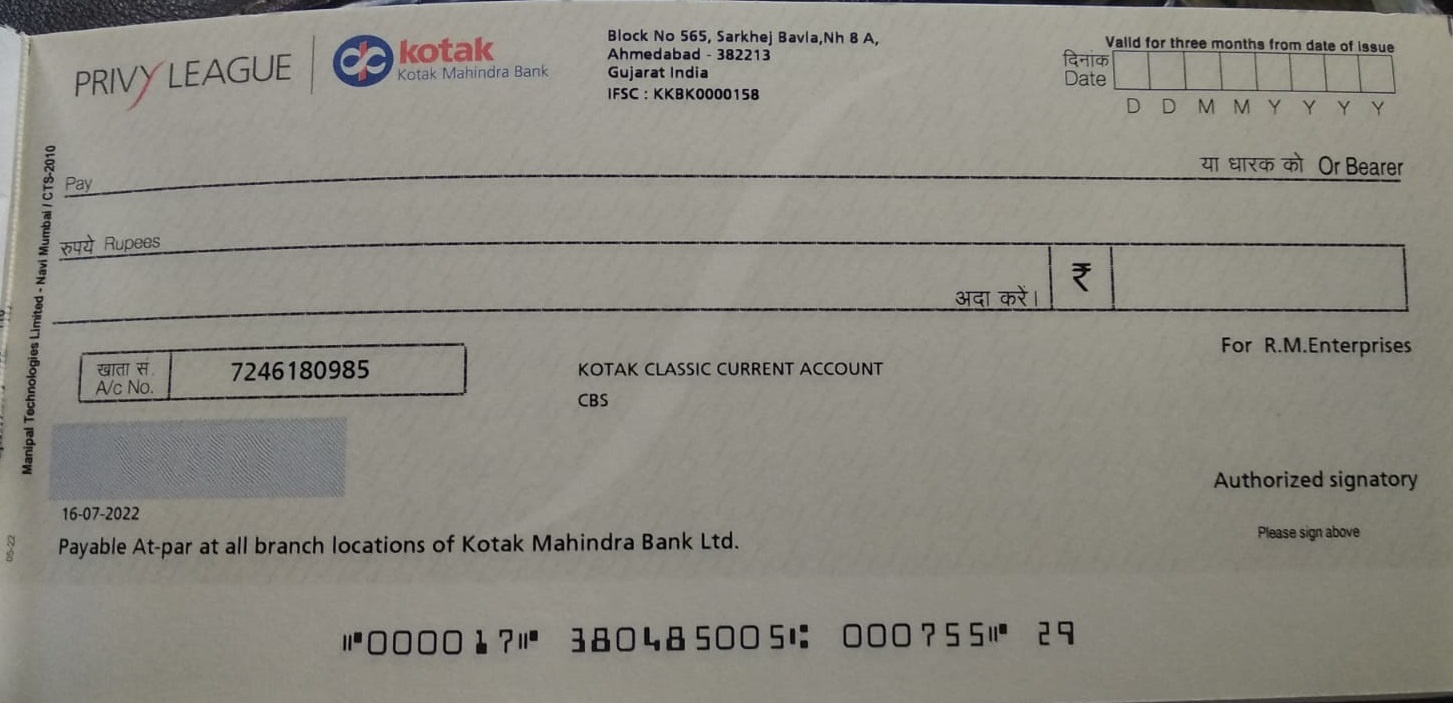 PRIVY LEAGUE
kotak
Kotak Mahindra Bank
Block No 565, Sarkhej Bavla,Nh 8 A,
Ahmedabad - 382213
Gujarat India
IFSC : KKBK0000158
Valid for three months from date of issue
दिनांक
Date
D D M M Y Y Y Y
Pay
या धारक को Or Bearer
रुपये Rupees
अदा करें।
₹
खाता सं.
A/c No.
7246180985
KOTAK CLASSIC CURRENT ACCOUNT
CBS
For R.M.Enterprises
Authorized signatory
Please sign above
16-07-2022
Payable At-par at all branch locations of Kotak Mahindra Bank Ltd.
⑈000017⑈ 380485005⑆ 000755⑈ 29
Manipal Technologies Limited - Navi Mumbai / CTS-2010